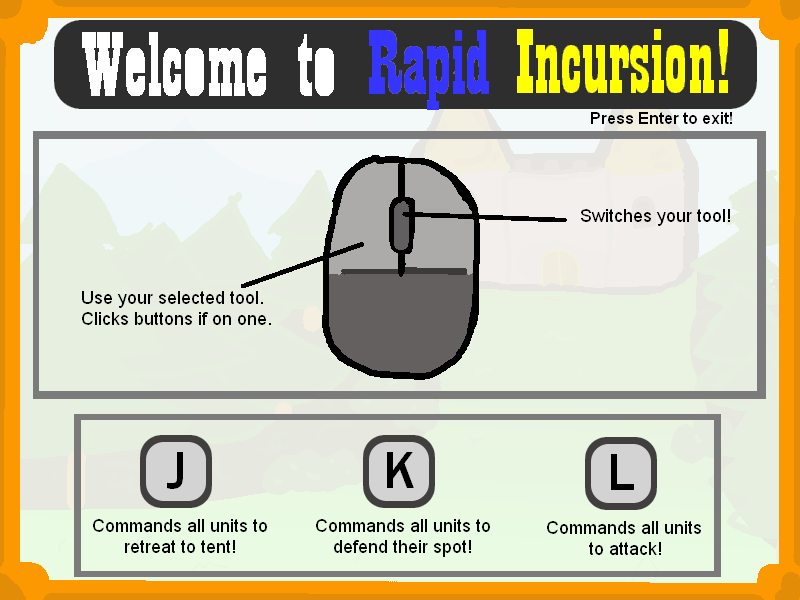 Welcome to Rapid Incursion!
Press Enter to exit!
Switches your tool!
Use your selected tool.
Clicks buttons if on one.
J
K
L
Commands all units to
retreat to tent!
Commands all units to
defend their spot!
Commands all units
to attack!